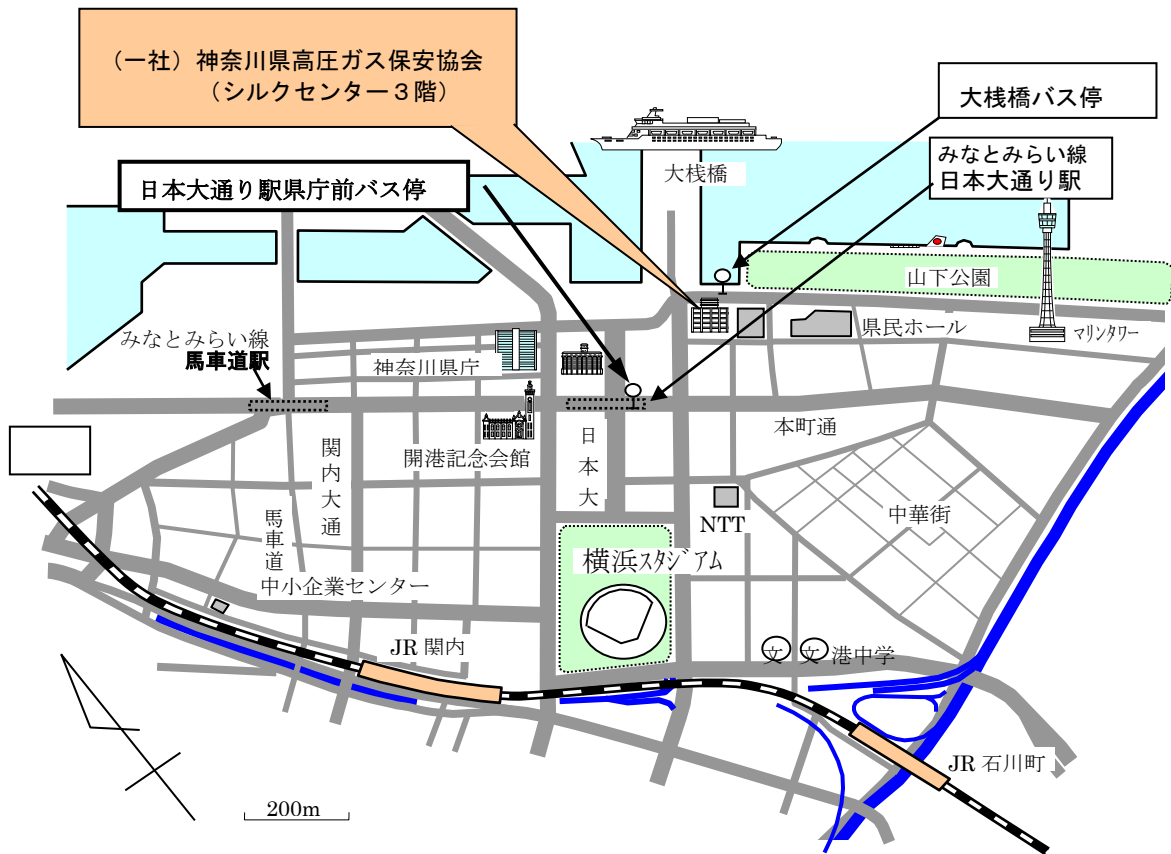 （一社）神奈川県高圧ガス保安協会
（シルクセンター３階）
大桟橋バス停
みなとみらい線
日本大通り駅
日本大通り駅県庁前バス停
大桟橋
山下公園
県民ホール
マリンタワー
みなとみらい線
馬車道駅
神奈川県庁
開港記念会館
本町通
関内大通
日本大
馬車道
NTT
中華街
横浜スタジアム
中小企業センター
JR 関内
文 文 港中学
JR 石川町
200m